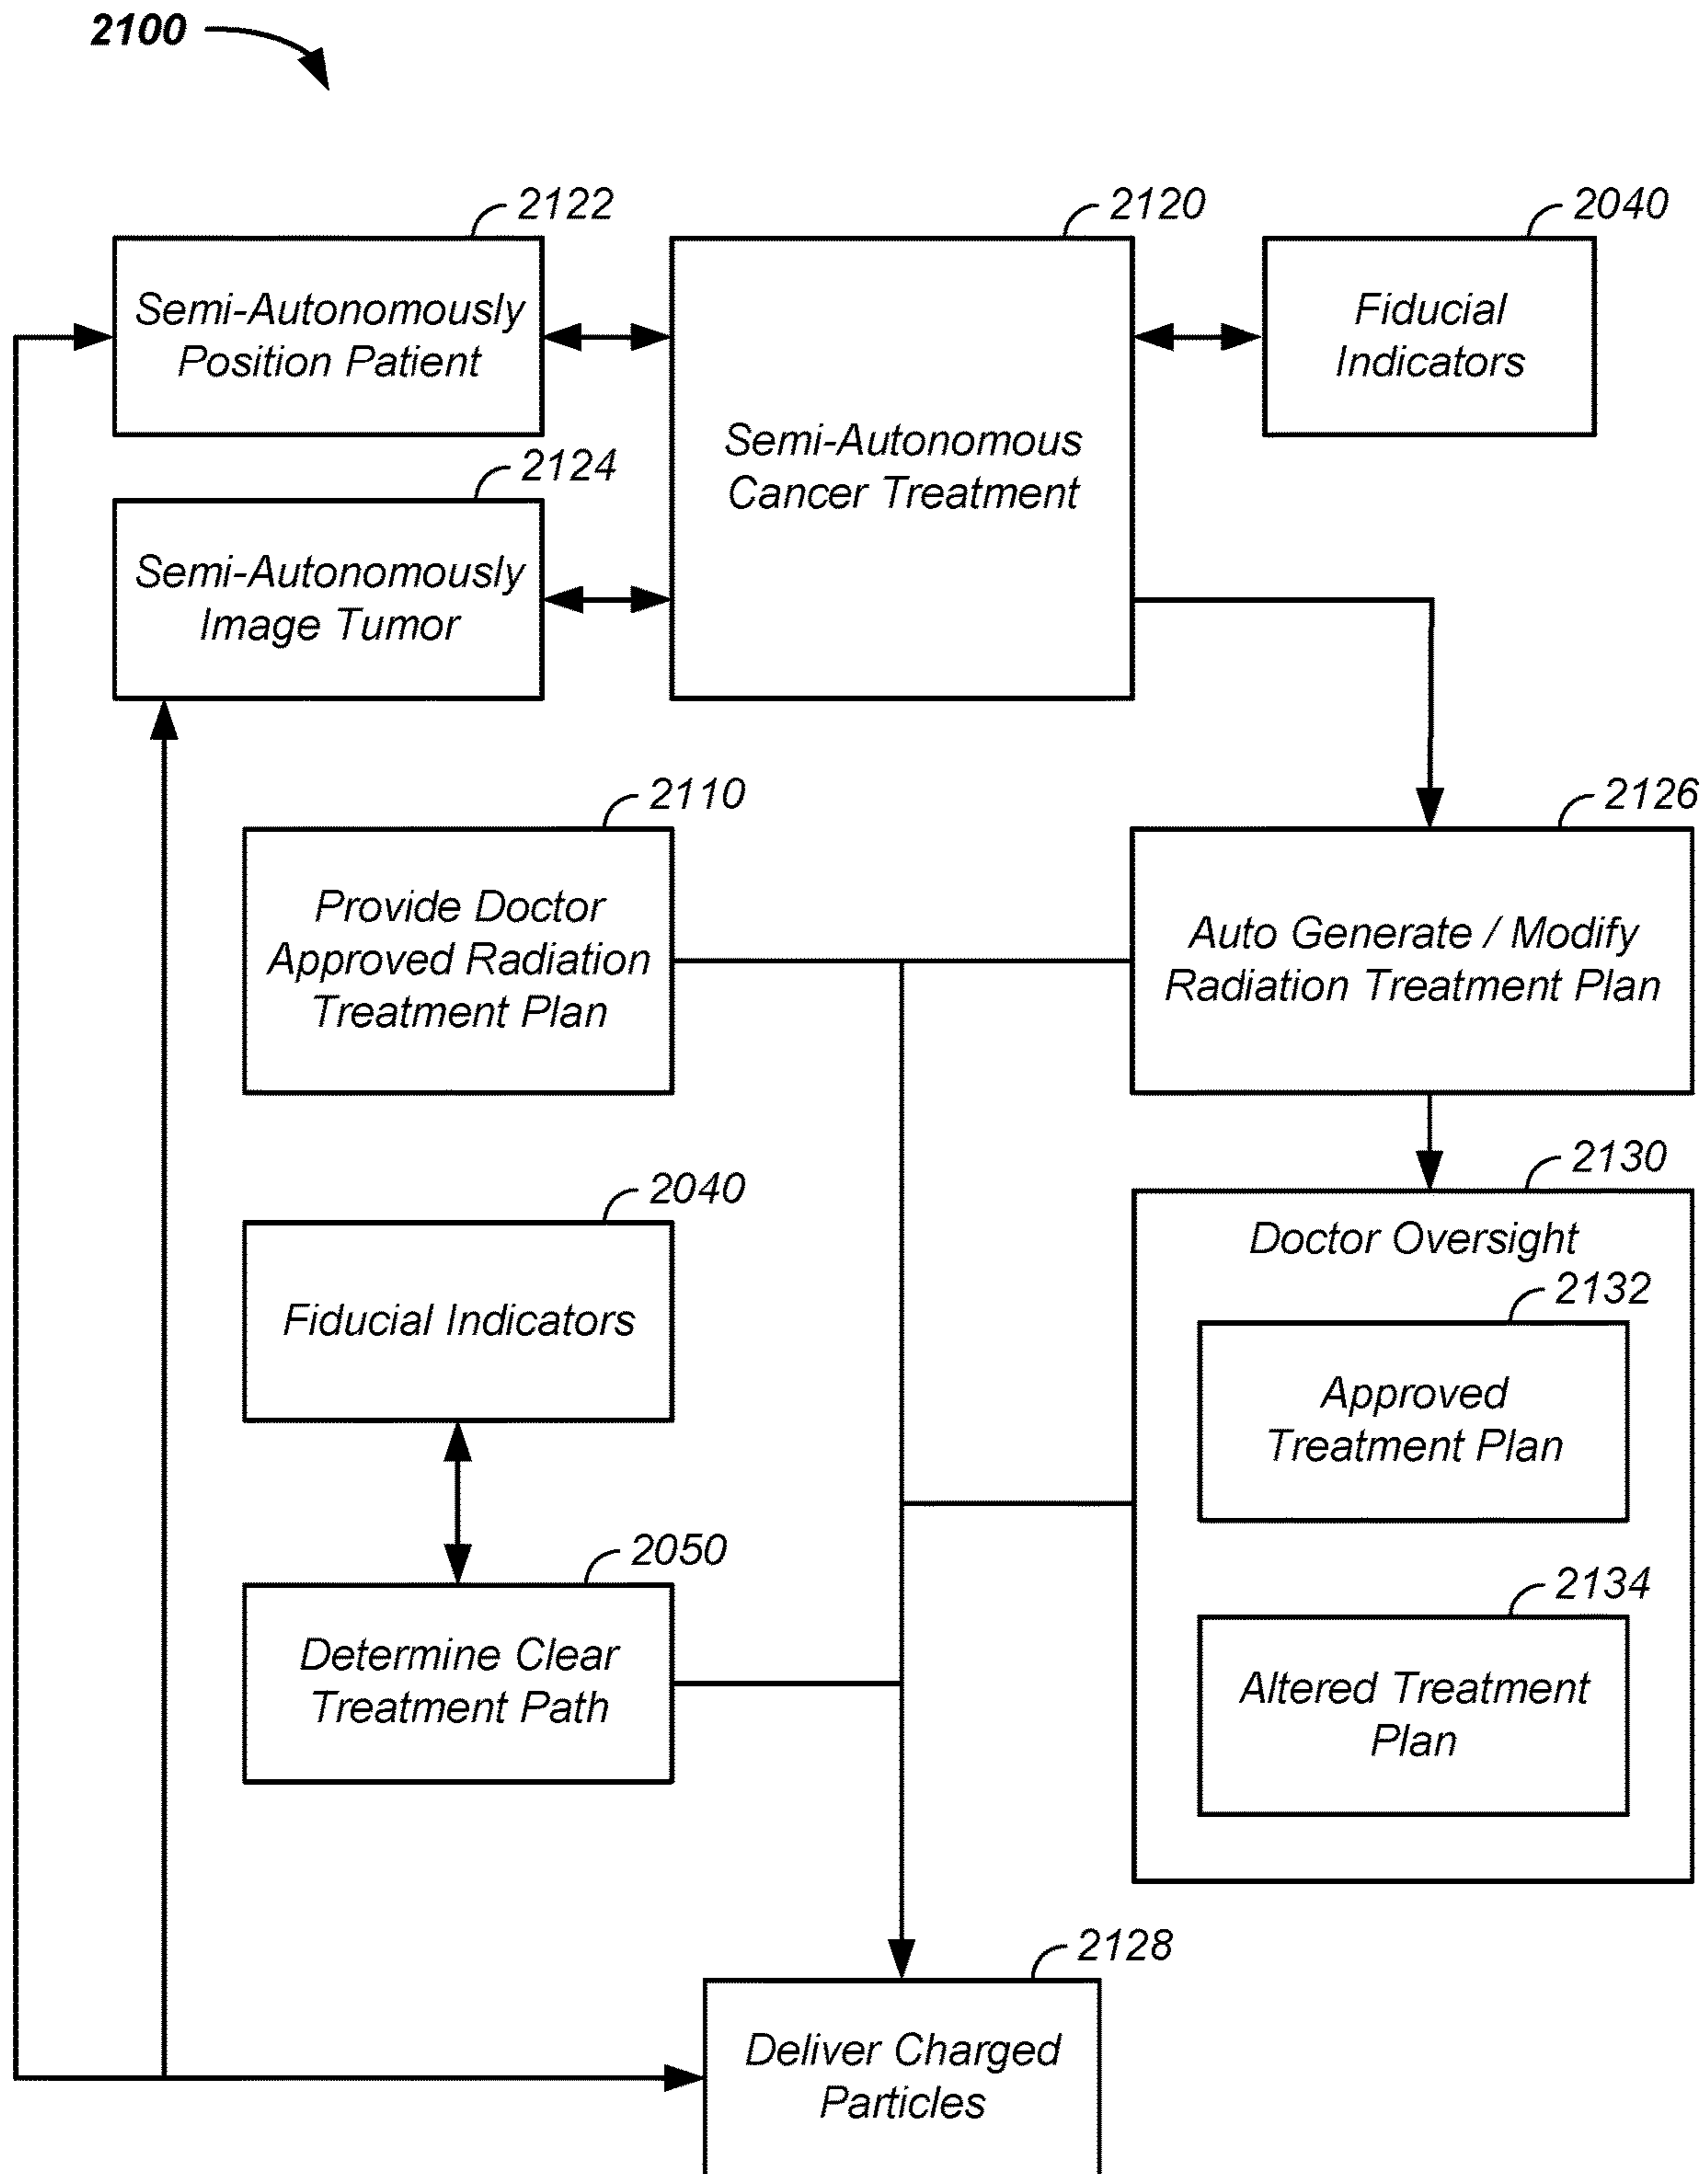 2100
2122
Semi-Autonomously
Position Patient
2120
Semi-Autonomous
Cancer Treatment
2040
Fiducial
Indicators
2124
Semi-Autonomously
Image Tumor
2110
Provide Doctor
Approved Radiation
Treatment Plan
2126
Auto Generate / Modify
Radiation Treatment Plan
2040
Fiducial Indicators
2130
Doctor Oversight
2132
Approved
Treatment Plan
2050
Determine Clear
Treatment Path
2134
Altered Treatment
Plan
2128
Deliver Charged
Particles